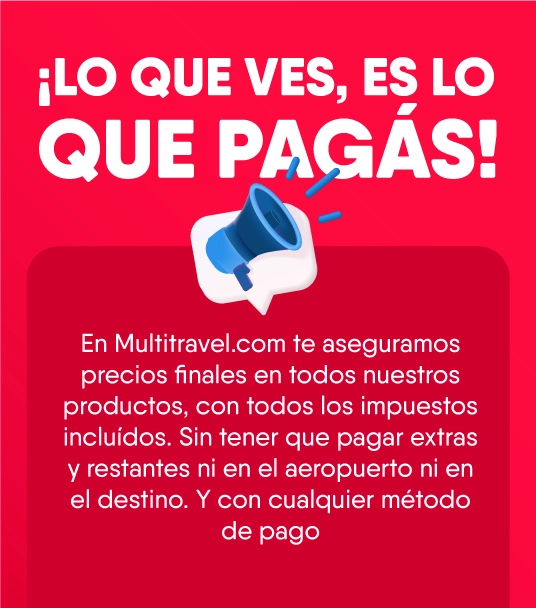 ¡LO QUE VES, ES LO
QUE PAGÁS!
En Multitravel.com te aseguramos
precios finales en todos nuestros
productos, con todos los impuestos
incluídos. Sin tener que pagar extras
y restantes ni en el aeropuerto ni en
el destino. Y con cualquier método
de pago